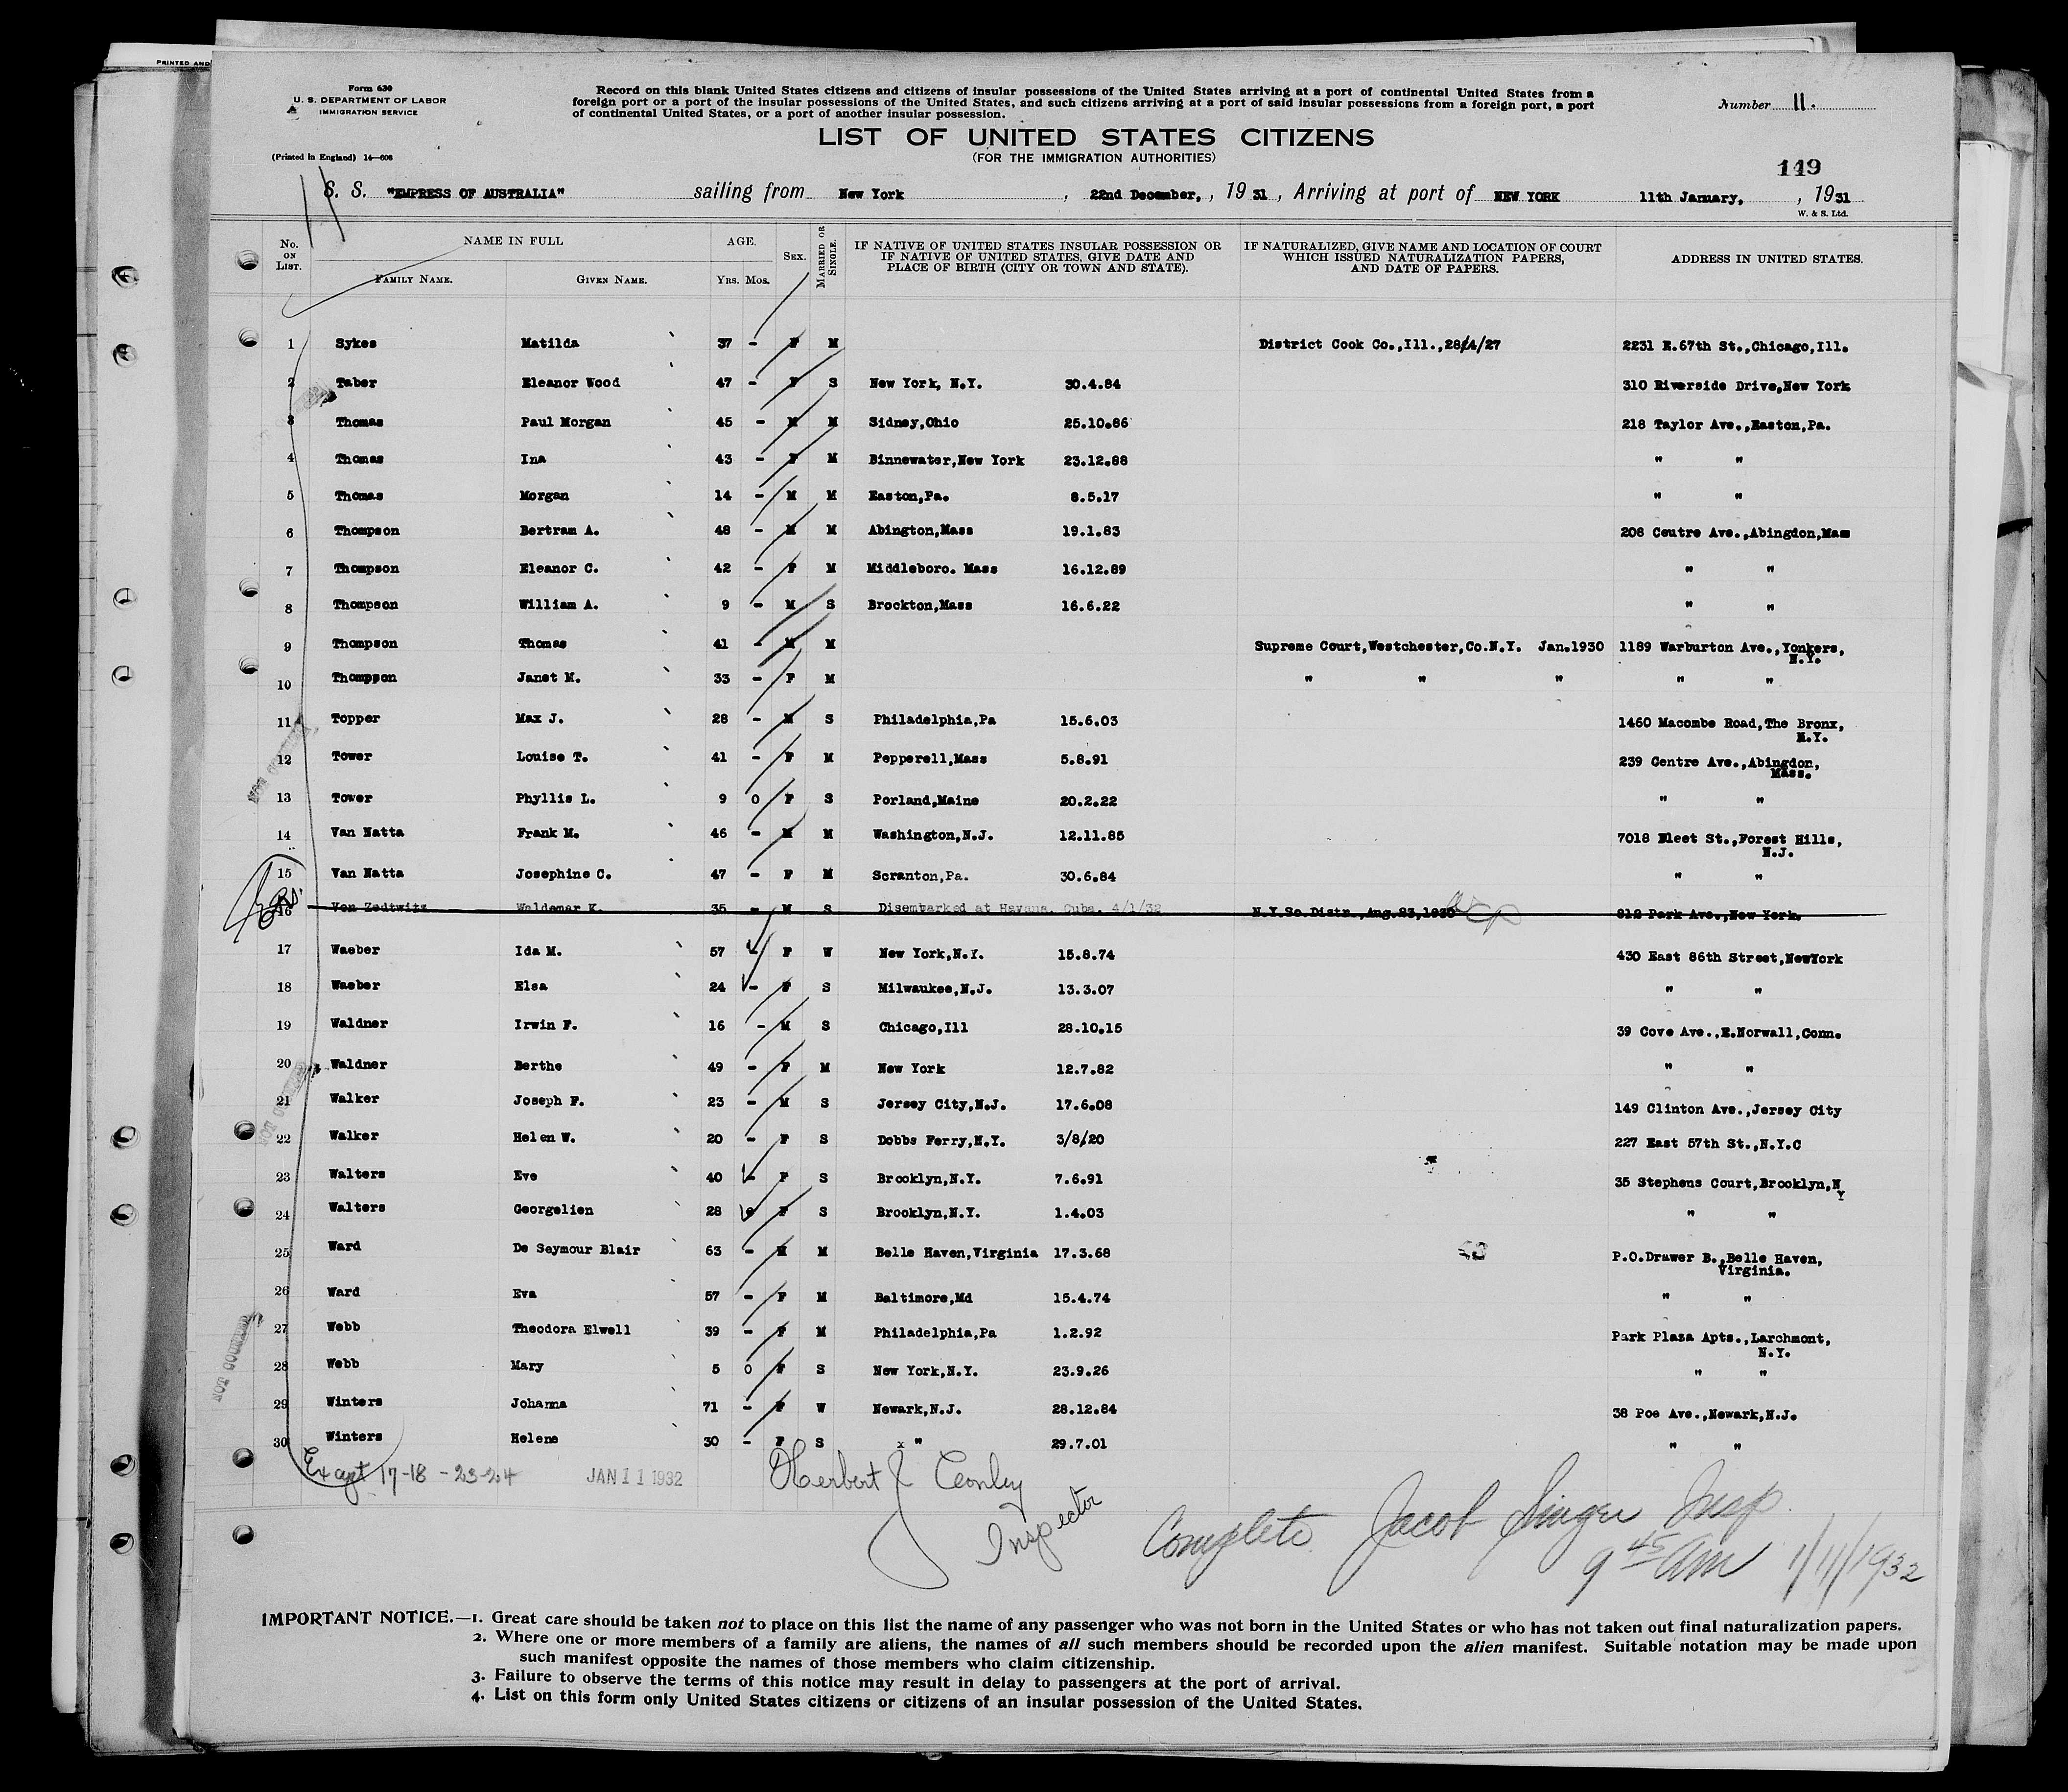 PRINTED AND
Form 630
U. S. DEPARTMENT OF LABOR
IMMIGRATION SERVICE
(Printed in England) 14—608
Record on this blank United States citizens and citizens of insular possessions of the United States arriving at a port of continental United States from a
foreign port or a port of the insular possessions of the United States, and such citizens arriving at a port of said insular possessions from a foreign port, a port
of continental United States, or a port of another insular possession.
Number 11.
LIST OF UNITED STATES CITIZENS
(FOR THE IMMIGRATION AUTHORITIES)
149
S. S. "EMPRESS OF AUSTRALIA" sailing from New York, 22nd December, , 19 31 , Arriving at port of NEW YORK 11th January, , 19 31
W. & S. Ltd.
No. ON LIST. NAME IN FULL FAMILY NAME. GIVEN NAME. AGE. YRS. MOS. SEX. MARRIED OR SINGLE. IF NATIVE OF UNITED STATES INSULAR POSSESSION OR IF NATIVE OF UNITED STATES, GIVE DATE AND PLACE OF BIRTH (CITY OR TOWN AND STATE). IF NATURALIZED, GIVE NAME AND LOCATION OF COURT WHICH ISSUED NATURALIZATION PAPERS, AND DATE OF PAPERS. ADDRESS IN UNITED STATES.
1 Sykes Matilda 37 - F M District Cook Co.,Ill.,28/4/27 2231 E.67th St.,Chicago,Ill.
2 Taber Eleanor Wood 47 - F S New York, N.Y. 30.4.84 310 Riverside Drive,New York
3 Thomas Paul Morgan 45 - M M Sidney,Ohio 25.10.86 218 Taylor Ave.,Easton,Pa.
4 Thomas Ina 43 - F M Binnewater,New York 23.12.88 " "
5 Thomas Morgan 14 - M M Easton,Pa. 8.5.17 " "
6 Thompson Bertram A. 48 - M M Abington,Mass 19.1.83 208 Centre Ave.,Abingdon,Mass
7 Thompson Eleanor C. 42 - F M Middleboro. Mass 16.12.89 " "
8 Thompson William A. 9 - M S Brockton,Mass 16.6.22 " "
9 Thompson Thomas 41 - M M Supreme Court,Westchester,Co.N.Y. Jan.1930 1189 Warburton Ave.,Yonkers,
N.Y.
10 Thompson Janet M. 33 - F M " " " " "
11 Topper Max J. 28 - M S Philadelphia,Pa 15.6.03 1460 Macombs Road,The Bronx,
N.Y.
12 Tower Louise T. 41 - F M Pepperell,Mass 5.8.91 239 Centre Ave.,Abingdon,
Mass.
13 Tower Phyllis L. 9 0 F S Porland,Maine 20.2.22 " "
14 Van Natta Frank M. 46 - M M Washington,N.J. 12.11.85 7018 Fleet St.,Forest Hills,
N.J.
15 Van Natta Josephine C. 47 - F M Scranton,Pa. 30.6.84 " "
16 Von Zedtwitz Waldemar K. 35 - M S Disembarked at Havana, Cuba. 4/1/32 N.Y.So.Distr.,Aug.23,1930 812 Park Ave.,New York.
17 Waeber Ida M. 57 - F W New York,N.Y. 15.8.74 430 East 86th Street,NewYork
18 Waeber Elsa 24 - F S Milwaukee,N.J. 13.3.07 " "
19 Waldner Irwin F. 16 - M S Chicago,Ill 28.10.15 39 Cove Ave.,E.Norwall,Conn.
20 Waldner Berthe 49 - F M New York 12.7.82 " "
21 Walker Joseph F. 23 - M S Jersey City,N.J. 17.6.08 149 Clinton Ave.,Jersey City
22 Walker Helen W. 20 - F S Dobbs Ferry,N.Y. 3/8/20 227 East 57th St.,N.Y.C
23 Walters Eve 40 - F S Brooklyn,N.Y. 7.6.91 35 Stephens Court,Brooklyn,N
Y
24 Walters Georgelien 28 F S Brooklyn,N.Y. 1.4.03 " "
25 Ward De Seymour Blair 63 - M M Belle Haven,Virginia 17.3.68 P.O.Drawer B.,Belle Haven,
Virginia.
26 Ward Eva 57 - F M Baltimore,Md 15.4.74 " "
27 Webb Theodora Elwell 39 - F M Philadelphia,Pa 1.2.92 Park Plaza Apts.,Larchmont,
N.Y.
28 Webb Mary 5 0 F S New York,N.Y. 23.9.26 " "
29 Winters Johanna 71 - F W Newark,N.J. 28.12.84 38 Poe Ave.,Newark,N.J.
30 Winters Helene 30 - F S x " 29.7.01 " "
Except 17-18 - 23-24 JAN 11 1932 Herbert J Conley
Inspector
Complete Jacob Singer Insp.
9 45 AM 1/11/1932
IMPORTANT NOTICE.—1. Great care should be taken not to place on this list the name of any passenger who was not born in the United States or who has not taken out final naturalization papers.
2. Where one or more members of a family are aliens, the names of all such members should be recorded upon the alien manifest. Suitable notation may be made upon
such manifest opposite the names of those members who claim citizenship.
3. Failure to observe the terms of this notice may result in delay to passengers at the port of arrival.
4. List on this form only United States citizens or citizens of an insular possession of the United States.